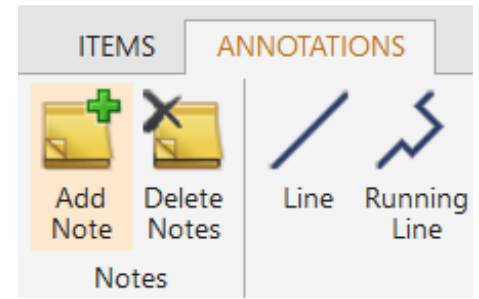 ITEMS ANNOTATIONS
Add Delete Line Running
Note Notes Line
Notes